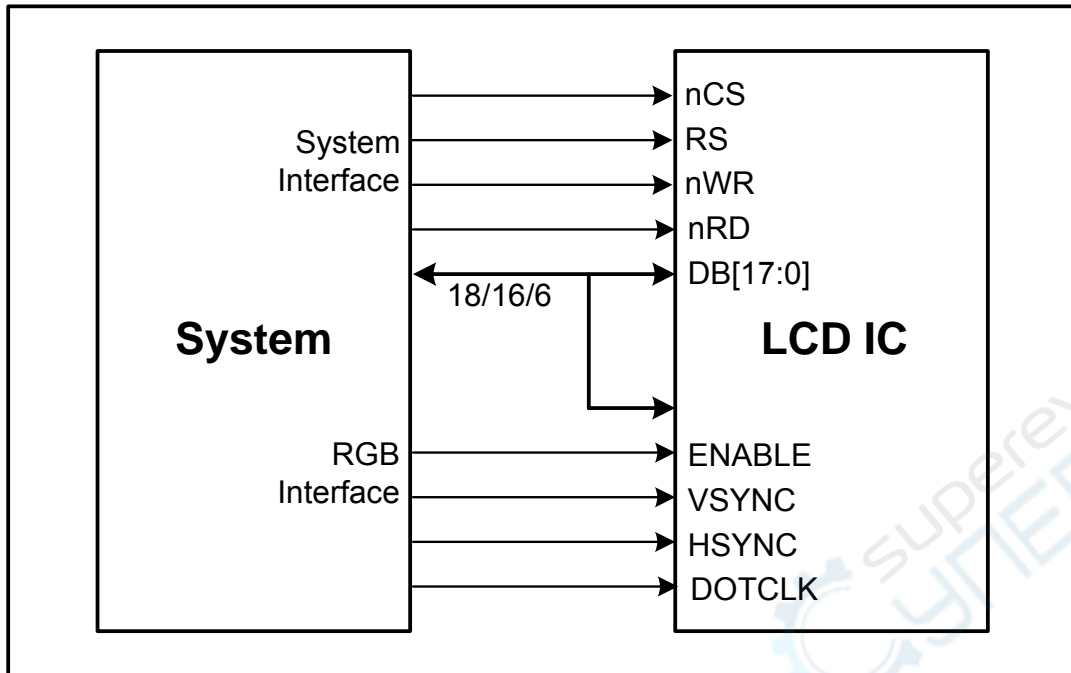 System
Interface
nCS
RS
nWR
nRD
DB[17:0]
18/16/6
System
LCD IC
RGB
Interface
ENABLE
VSYNC
HSYNC
DOTCLK